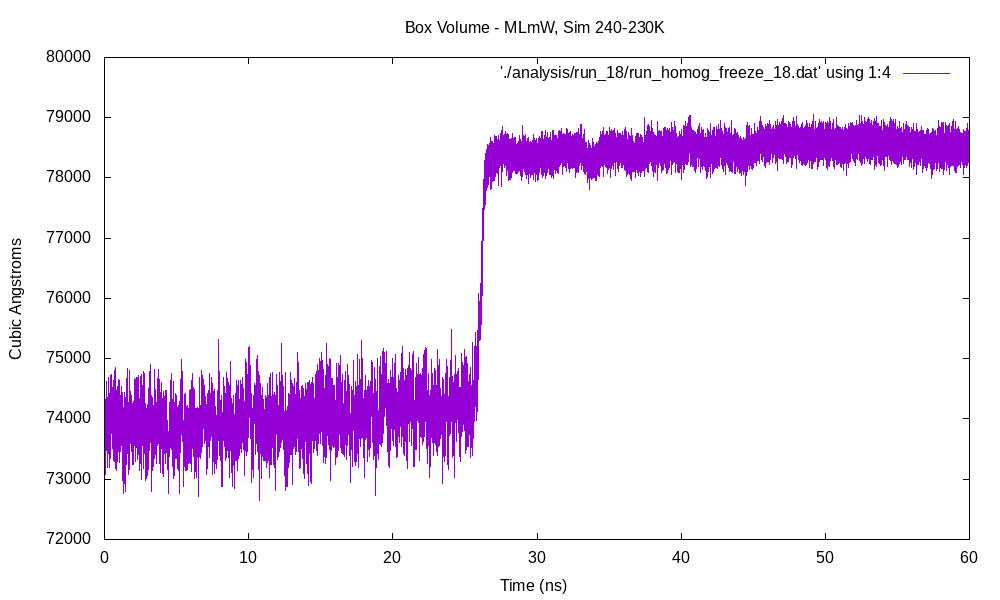 Box Volume - MLmW, Sim 240-230K
'./analysis/run_18/run_homog_freeze_18.dat' using 1:4
80000
79000
78000
77000
76000
75000
74000
73000
72000
Cubic Angstroms
0 10 20 30 40 50 60
Time (ns)